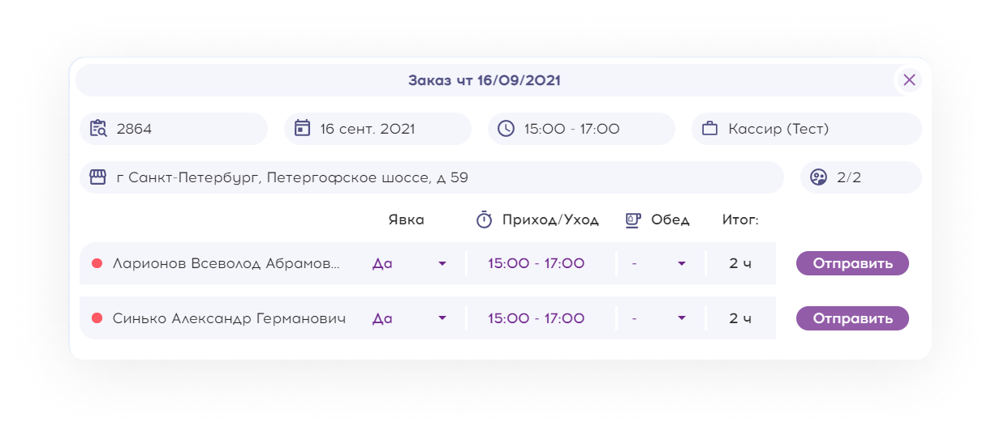 Заказ чт 16/09/2021
2864 16 сент. 2021 15:00 - 17:00 Кассир (Тест)
г Санкт-Петербург, Петергофское шоссе, д 59 2/2
Явка Приход/Уход Обед Итог:
Ларионов Всеволод Абрамов... Да 15:00 - 17:00 - 2 ч Отправить
Синько Александр Германович Да 15:00 - 17:00 - 2 ч Отправить